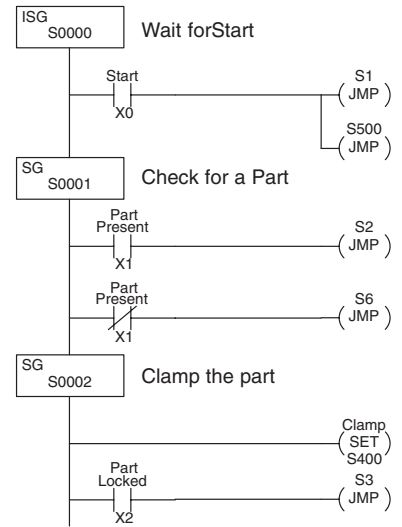 ISG
S0000
Wait forStart
Start
X0
S1
JMP
S500
JMP
SG
S0001
Check for a Part
Part
Present
X1
S2
JMP
Part
Present
X1
S6
JMP
SG
S0002
Clamp the part
Clamp
SET
S400
Part
Locked
X2
S3
JMP